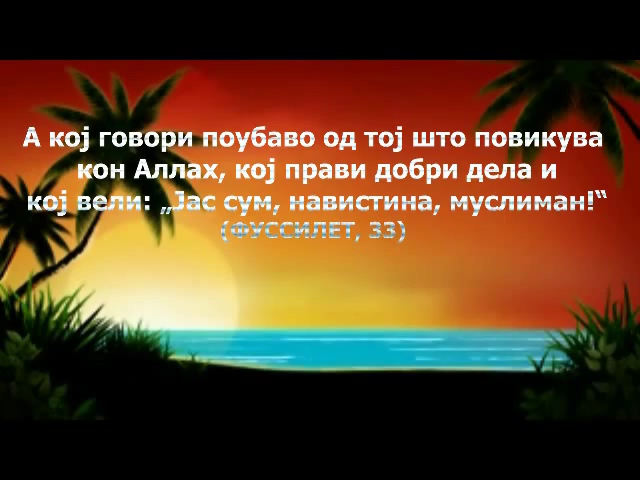 А кој говори поубаво од тој што повикува
кон Аллах, кој прави добри дела и
кој вели: „Јас сум, навистина, муслиман!“
(ФУССИЛЕТ, 33)